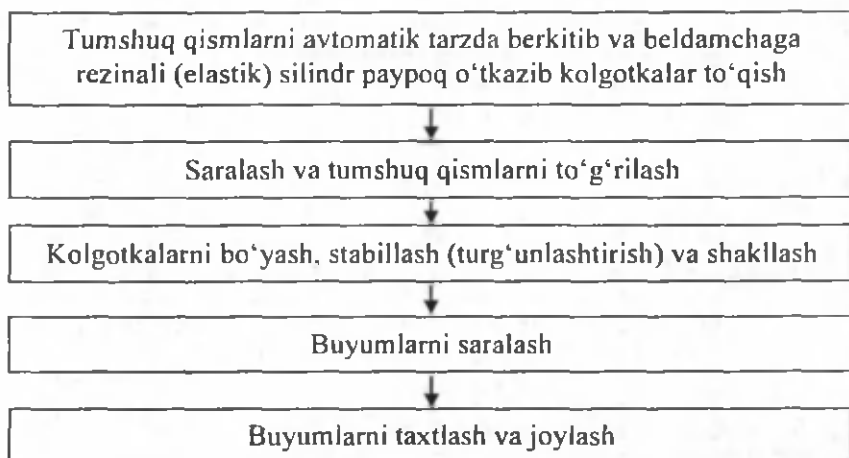 Tumshuq qismlarni avtomatik tarzda berkitib va beldamchaga
rezinali (elastik) silindr paypoq o‘tkazib kolgotkalar to‘qish
Saralash va tumshuq qismlarni to‘g‘rilash
Kolgotkalarni bo‘yash, stabillash (turg‘unlashtirish) va shakllash
Buyumlarni saralash
Buyumlarni taxtlash va joylash